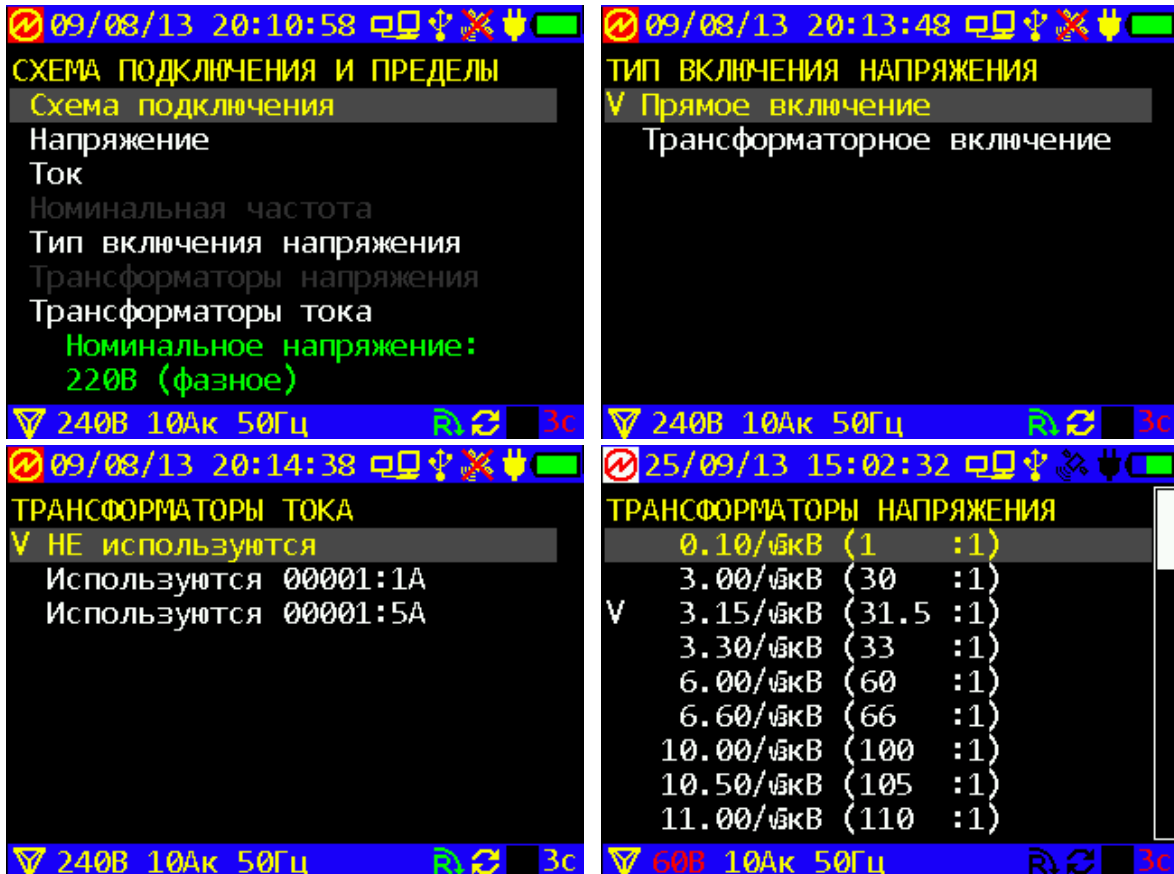 09/08/13 20:10:58
СХЕМА ПОДКЛЮЧЕНИЯ И ПРЕДЕЛЫ
Схема подключения
Напряжение
Ток
Номинальная частота
Тип включения напряжения
Трансформаторы напряжения
Трансформаторы тока
Номинальное напряжение:
220В (фазное)
240В 10Ак 50Гц R 3с
09/08/13 20:13:48
ТИП ВКЛЮЧЕНИЯ НАПРЯЖЕНИЯ
V Прямое включение
Трансформаторное включение
240В 10Ак 50Гц R 3с
09/08/13 20:14:38
ТРАНСФОРМАТОРЫ ТОКА
V НЕ используются
Используются 00001:1А
Используются 00001:5А
240В 10Ак 50Гц R 3с
25/09/13 15:02:32
ТРАНСФОРМАТОРЫ НАПРЯЖЕНИЯ
0.10/√3кВ (1 :1)
3.00/√3кВ (30 :1)
V 3.15/√3кВ (31.5 :1)
3.30/√3кВ (33 :1)
6.00/√3кВ (60 :1)
6.60/√3кВ (66 :1)
10.00/√3кВ (100 :1)
10.50/√3кВ (105 :1)
11.00/√3кВ (110 :1)
60В 10Ак 50Гц R 3с